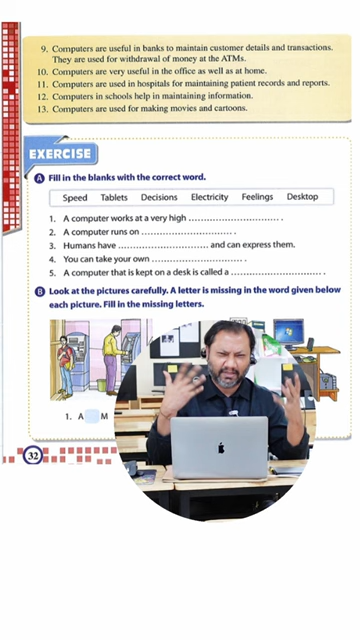 9. Computers are useful in banks to maintain customer details and transactions.
They are used for withdrawal of money at the ATMs.
10. Computers are very useful in the office as well as at home.
11. Computers are used in hospitals for maintaining patient records and reports.
12. Computers in schools help in maintaining information.
13. Computers are used for making movies and cartoons.
EXERCISE
A Fill in the blanks with the correct word.
Speed Tablets Decisions Electricity Feelings Desktop
1. A computer works at a very high .............................. .
2. A computer runs on .............................. .
3. Humans have .............................. and can express them.
4. You can take your own .............................. .
5. A computer that is kept on a desk is called a .............................. .
B Look at the pictures carefully. A letter is missing in the word given below
each picture. Fill in the missing letters.
1. A M
32